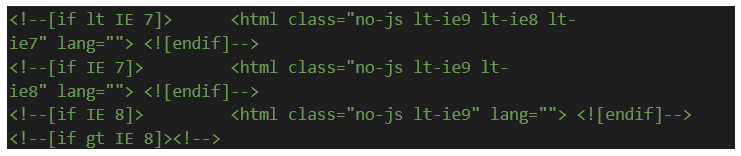 <!--[if lt IE 7]>      <html class="no-js lt-ie9 lt-ie8 lt-
ie7" lang=""> <![endif]-->
<!--[if IE 7]>         <html class="no-js lt-ie9 lt-
ie8" lang=""> <![endif]-->
<!--[if IE 8]>         <html class="no-js lt-ie9" lang=""> <![endif]-->
<!--[if gt IE 8]><!-->